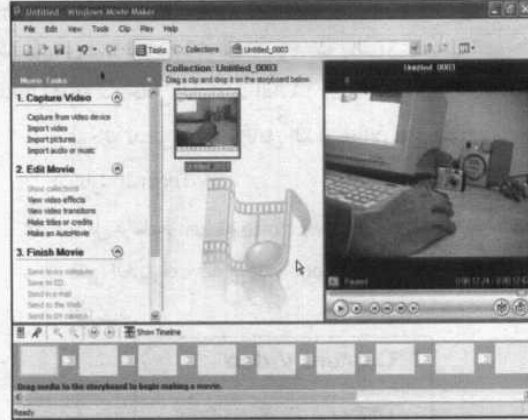 Untitled - Windows Movie Maker
File Edit View Tools Clip Play Help
Tasks Collections Untitled_0003
Movie Tasks
Collection: Untitled_0003
Drag a clip and drop it on the storyboard below.
Untitled 0003
1. Capture Video
Capture from video device
Import video
Import pictures
Import audio or music
2. Edit Movie
Show collections
View video effects
View video transitions
Make titles or credits
Make an AutoMovie
3. Finish Movie
Save to my computer
Save to CD
Send in e-mail
Send to the Web
Send to DV camera
Paused
Show Timeline
Drag media to the storyboard to begin making a movie.
Ready